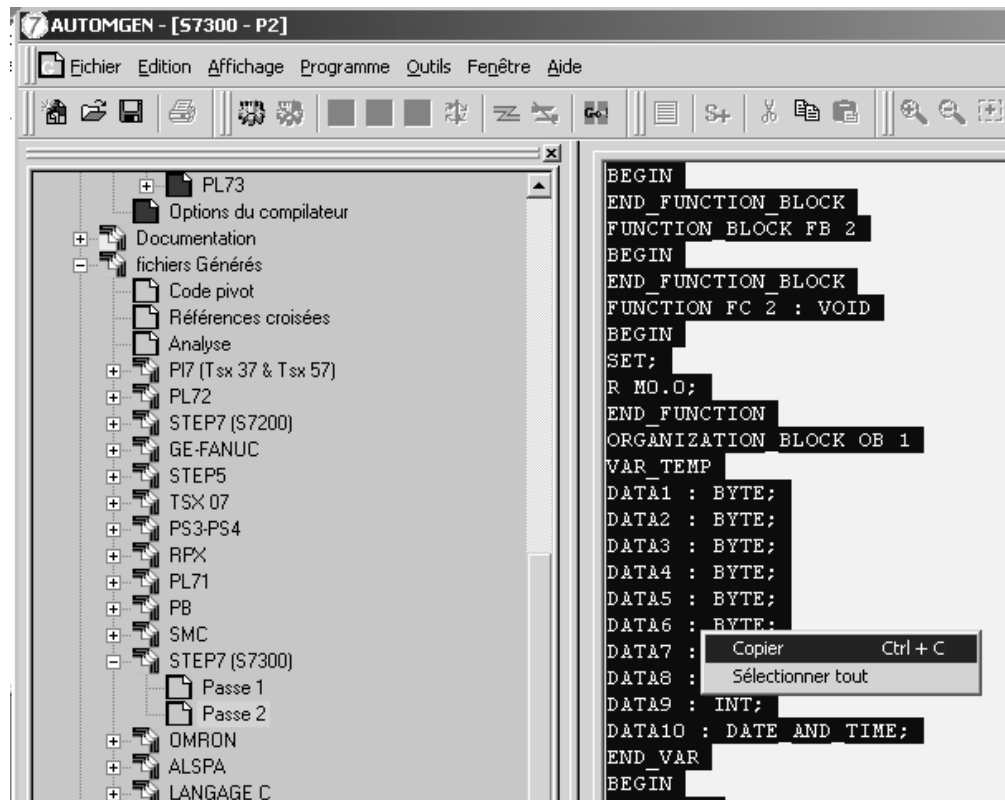 AUTOMGEN - [S7300 - P2]
Fichier Edition Affichage Programme Outils Fenêtre Aide
Go!
S+
PL73
Options du compilateur
Documentation
fichiers Générés
Code pivot
Références croisées
Analyse
Pl7 (Tsx 37 & Tsx 57)
PL72
STEP7 (S7200)
GE-FANUC
STEP5
TSX 07
PS3-PS4
RPX
PL71
PB
SMC
STEP7 (S7300)
Passe 1
Passe 2
OMRON
ALSPA
LANGAGE C
BEGIN
END_FUNCTION_BLOCK
FUNCTION_BLOCK FB 2
BEGIN
END_FUNCTION_BLOCK
FUNCTION FC 2 : VOID
BEGIN
SET;
R M0.0;
END_FUNCTION
ORGANIZATION_BLOCK OB 1
VAR_TEMP
DATA1 : BYTE;
DATA2 : BYTE;
DATA3 : BYTE;
DATA4 : BYTE;
DATA5 : BYTE;
DATA6 : BYTE;
DATA7 :
DATA8 :
DATA9 : INT;
DATA10 : DATE_AND_TIME;
END_VAR
BEGIN
Copier Ctrl + C
Sélectionner tout